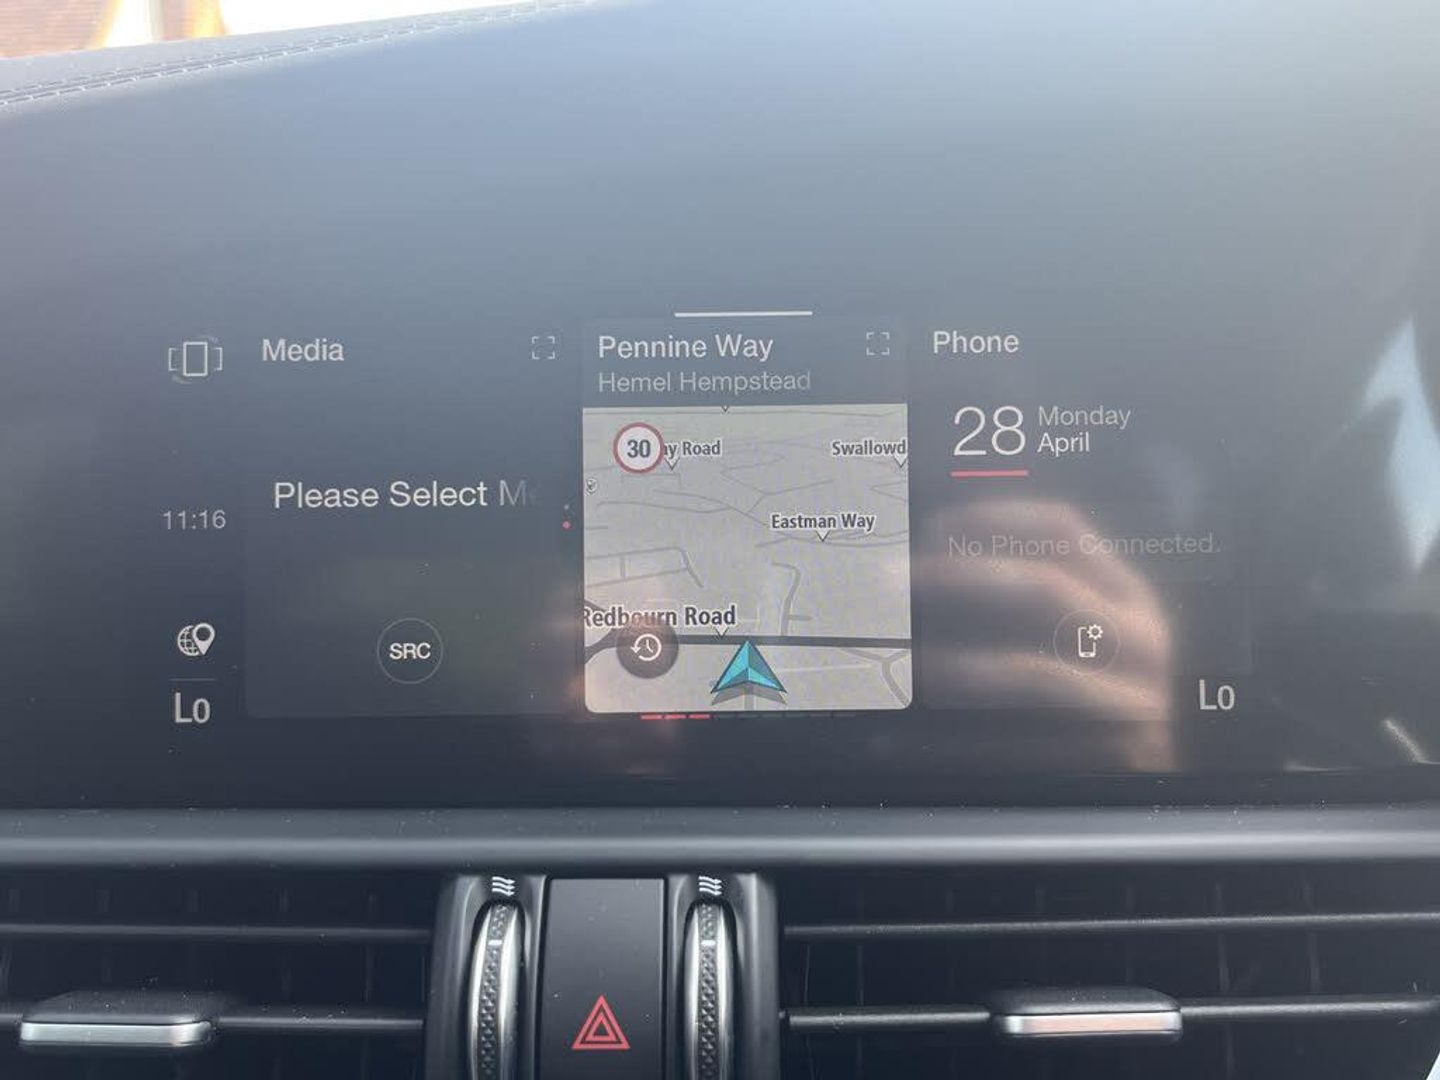 Media
Pennine Way
Hemel Hempstead
Phone
28
Monday
April
30
Road
Swallowd
Please Select
11:16
Eastman Way
No Phone Connected.
Redbourn Road
SRC
Lo
Lo